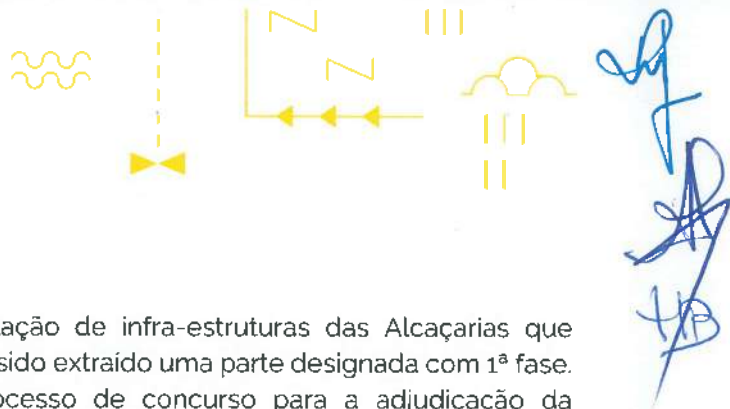 ação de infra-estruturas das Alcaçarias que
sido extraído uma parte designada com 1ª fase.
ocesso de concurso para a adjudicação da